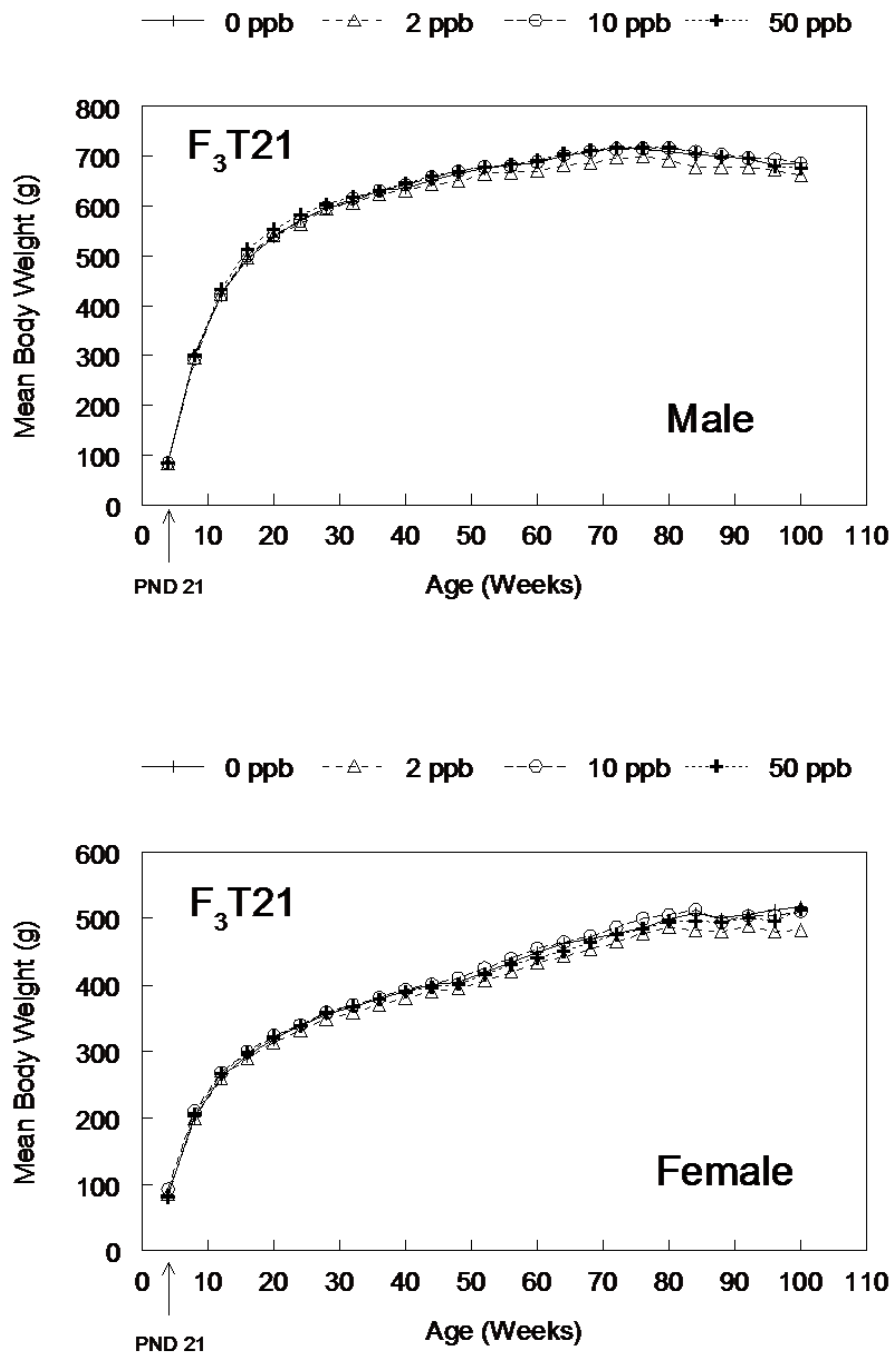 0 ppb 2 ppb 10 ppb 50 ppb
800
F3T21
700
600
500
400
300
200
100
0
Mean Body Weight (g)
Male
0 10 20 30 40 50 60 70 80 90 100 110
PND 21
Age (Weeks)
0 ppb 2 ppb 10 ppb 50 ppb
600
F3T21
500
400
300
200
100
0
Mean Body Weight (g)
Female
0 10 20 30 40 50 60 70 80 90 100 110
PND 21
Age (Weeks)